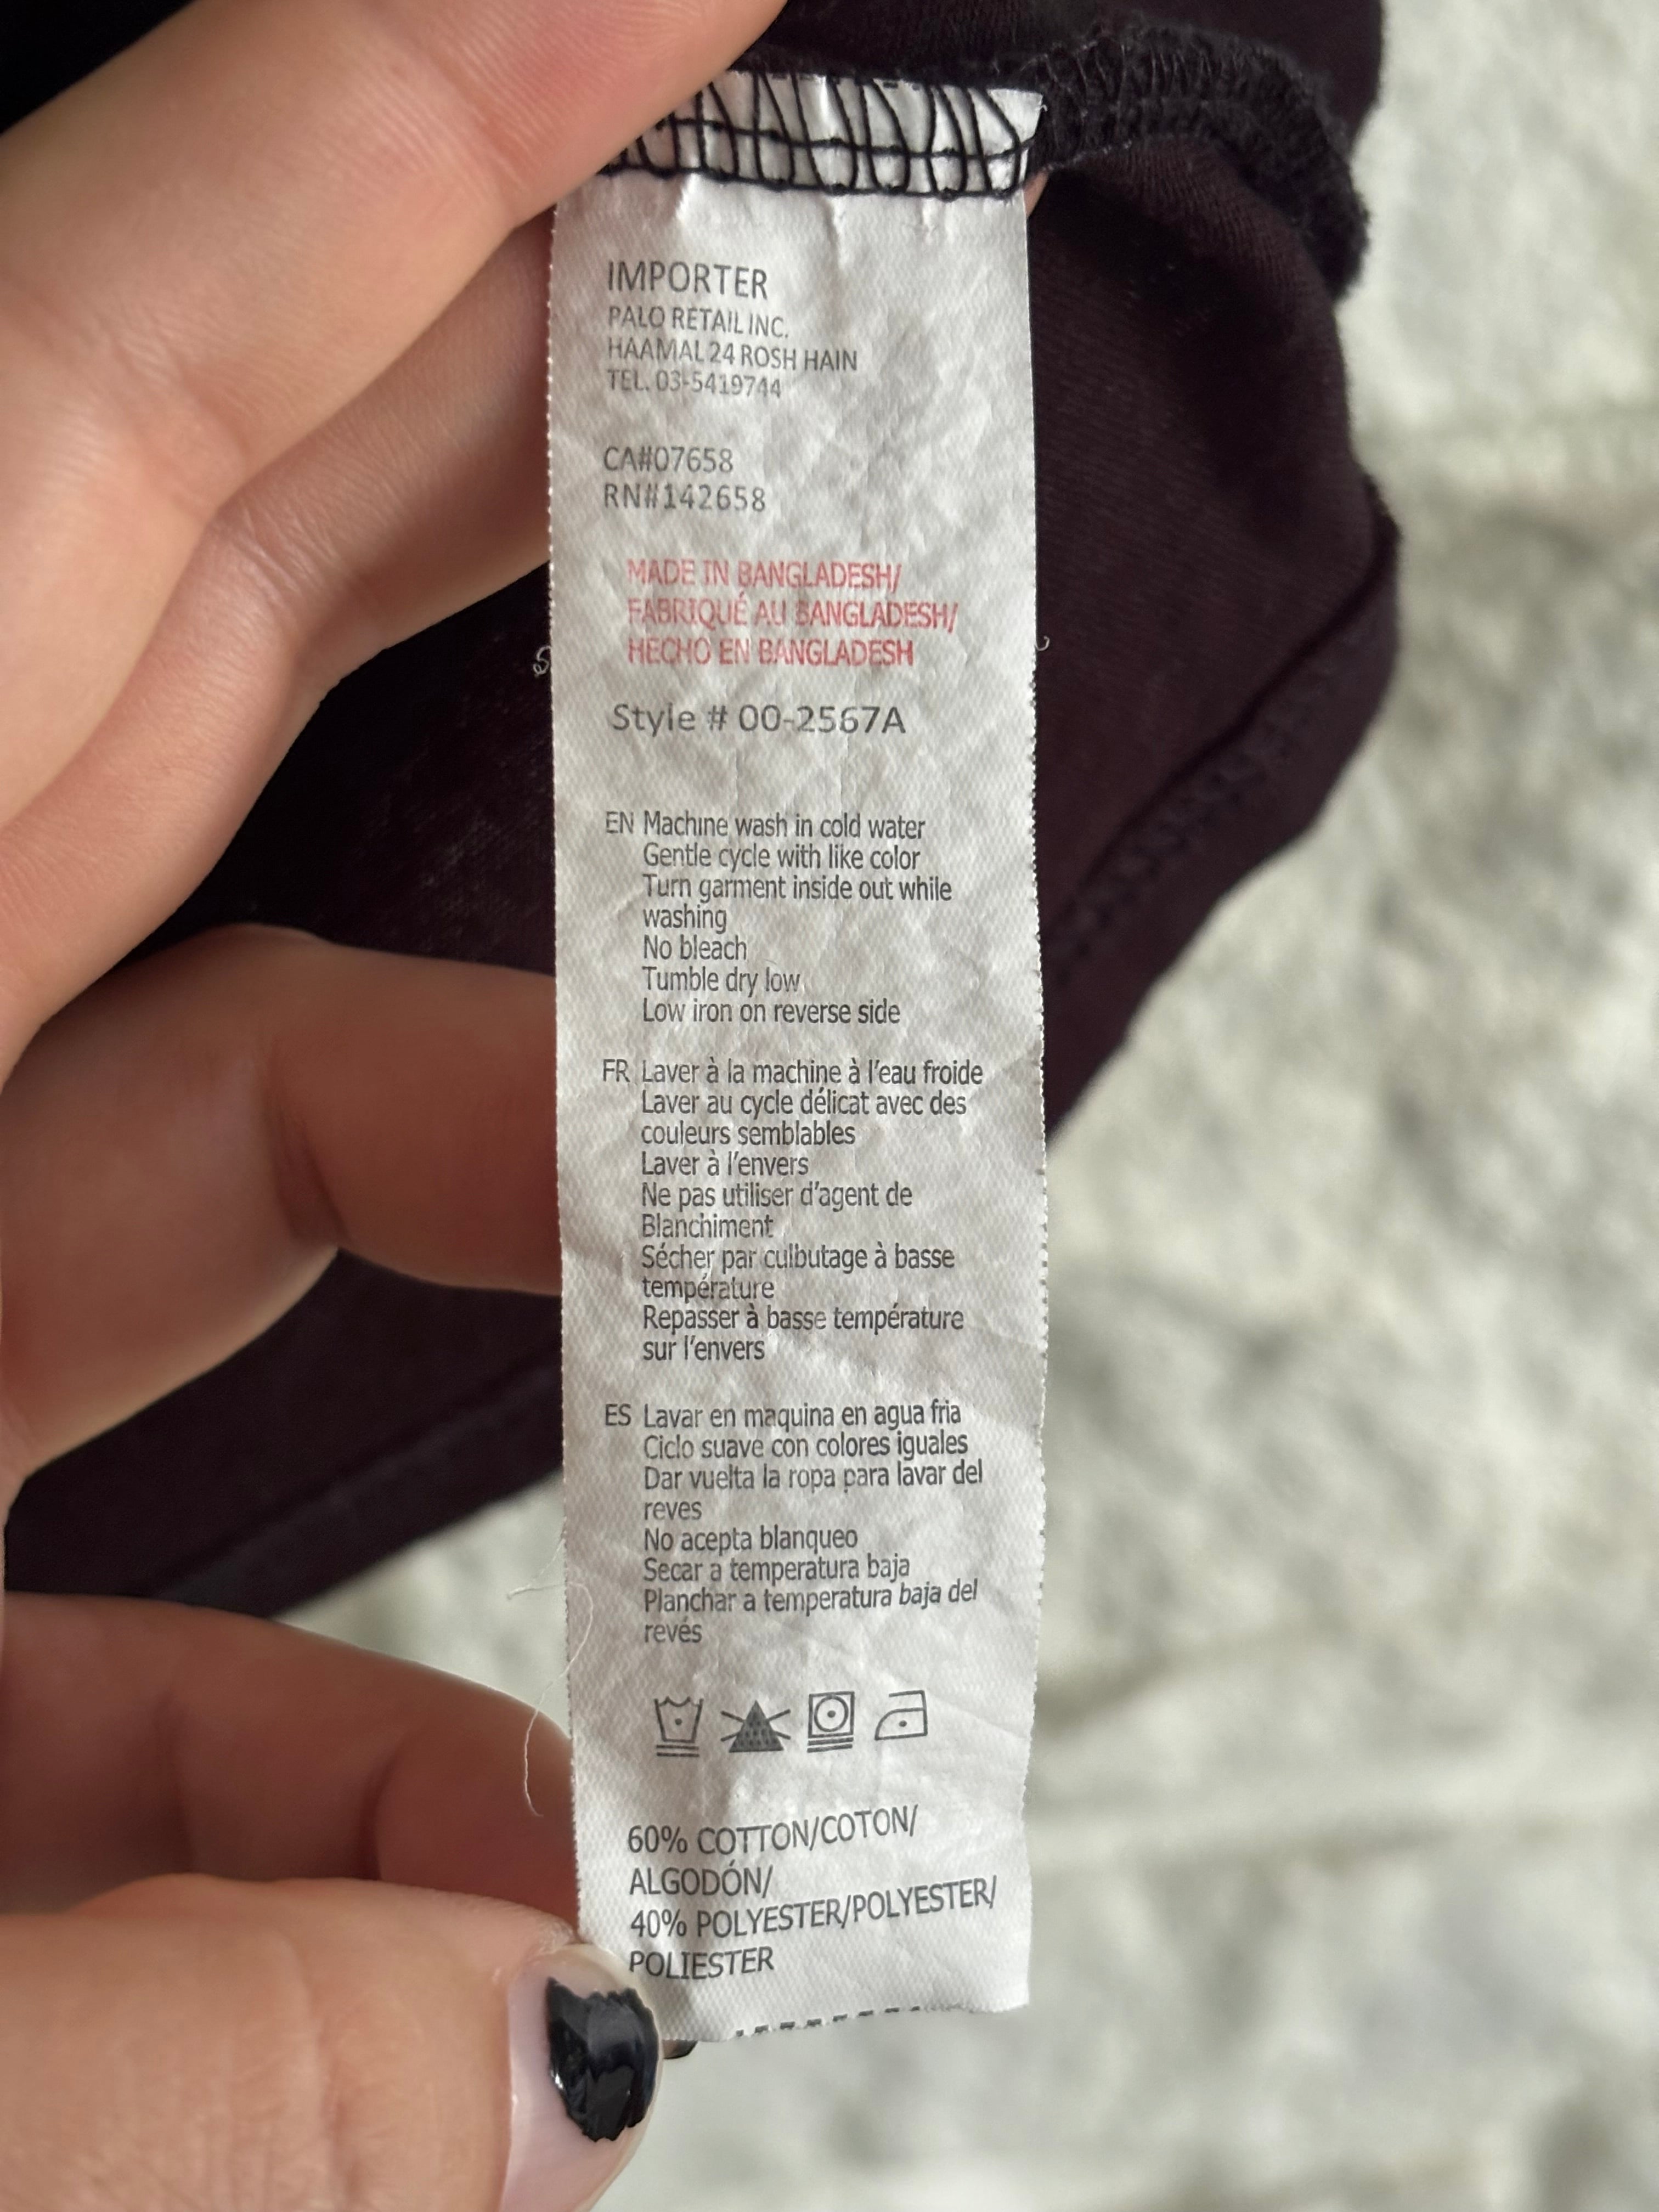 IMPORTER
PALO RETAIL INC.
HAAMAL 24 ROSH HAIN
TEL. 03-5419744
CA#07658
RN#142658
MADE IN BANGLADESH/
FABRIQUÉ AU BANGLADESH/
HECHO EN BANGLADESH
Style # 00-2567A
EN Machine wash in cold water
Gentle cycle with like color
Turn garment inside out while
washing
No bleach
Tumble dry low
Low iron on reverse side
FR Laver à la machine à l'eau froide
Laver au cycle délicat avec des
couleurs semblables
Laver à l'envers
Ne pas utiliser d'agent de
Blanchiment
Sécher par culbutage à basse
température
Repasser à basse température
sur l'envers
ES Lavar en maquina en agua fria
Ciclo suave con colores iguales
Dar vuelta la ropa para lavar del
reves
No acepta blanqueo
Secar a temperatura baja
Planchar a temperatura baja del
revés
60% COTTON/COTON/
ALGODÓN/
40% POLYESTER/POLYESTER/
POLIESTER